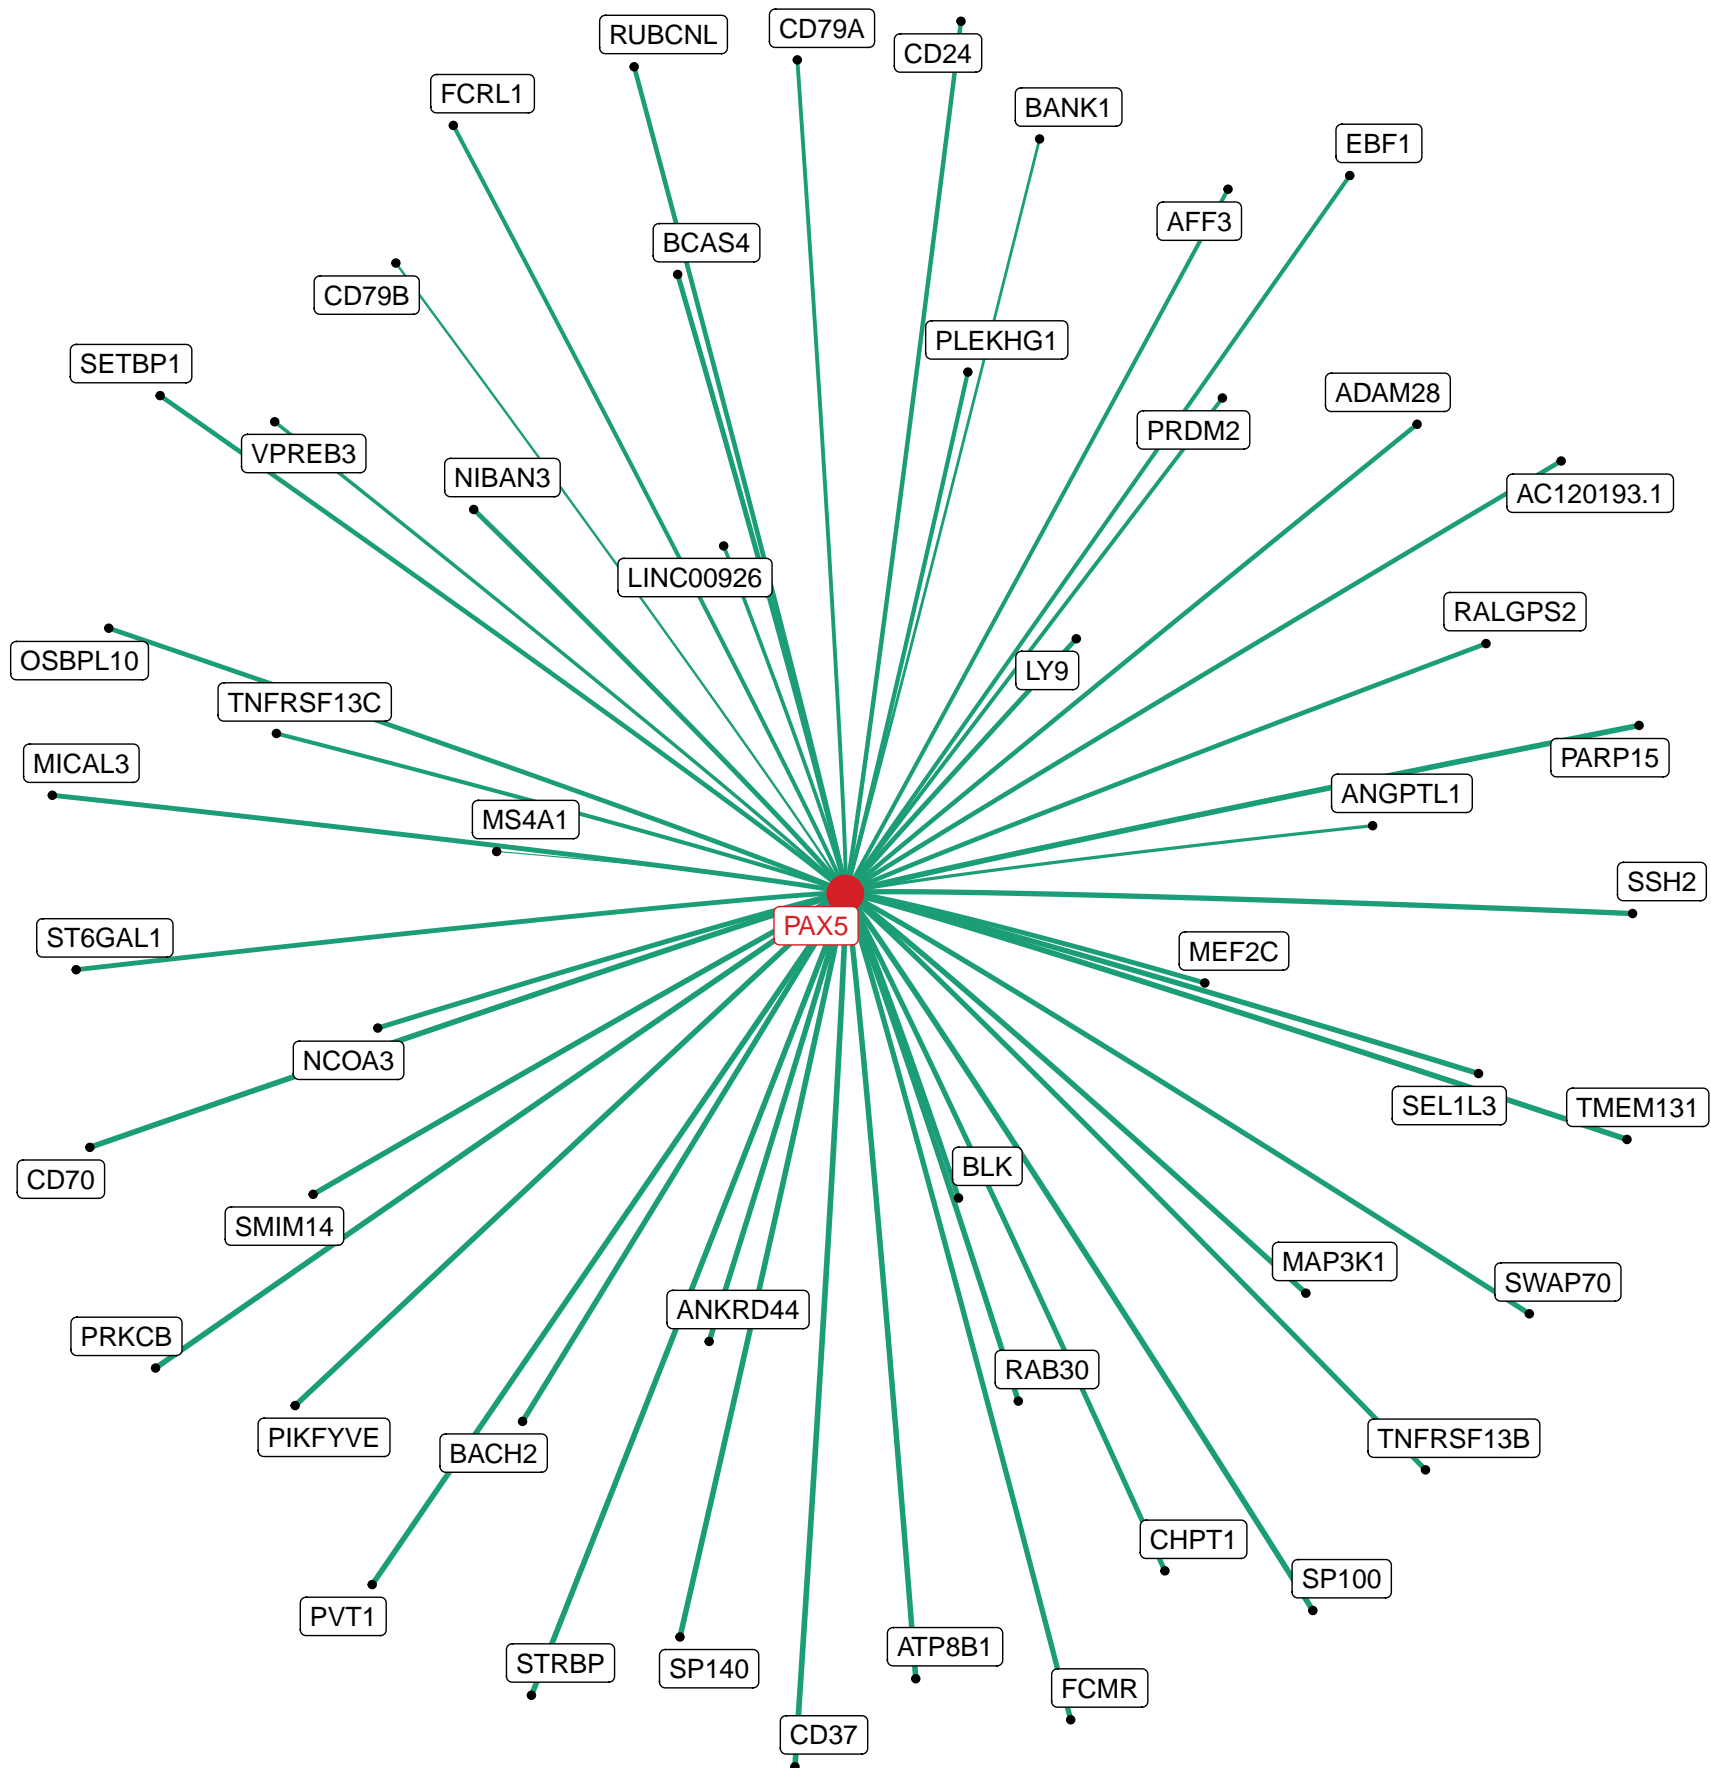 RUBCNL
CD79A
CD24
FCRL1
BANK1
EBF1
AFF3
BCAS4
CD79B
PLEKHG1
SETBP1
ADAM28
PRDM2
VPREB3
NIBAN3
AC120193.1
LINC00926
RALGPS2
OSBPL10
LY9
TNFRSF13C
PARP15
MICAL3
ANGPTL1
MS4A1
SSH2
PAX5
ST6GAL1
MEF2C
NCOA3
SEL1L3
TMEM131
BLK
CD70
SMIM14
MAP3K1
SWAP70
ANKRD44
PRKCB
RAB30
PIKFYVE
TNFRSF13B
BACH2
CHPT1
SP100
PVT1
ATP8B1
STRBP
SP140
FCMR
CD37